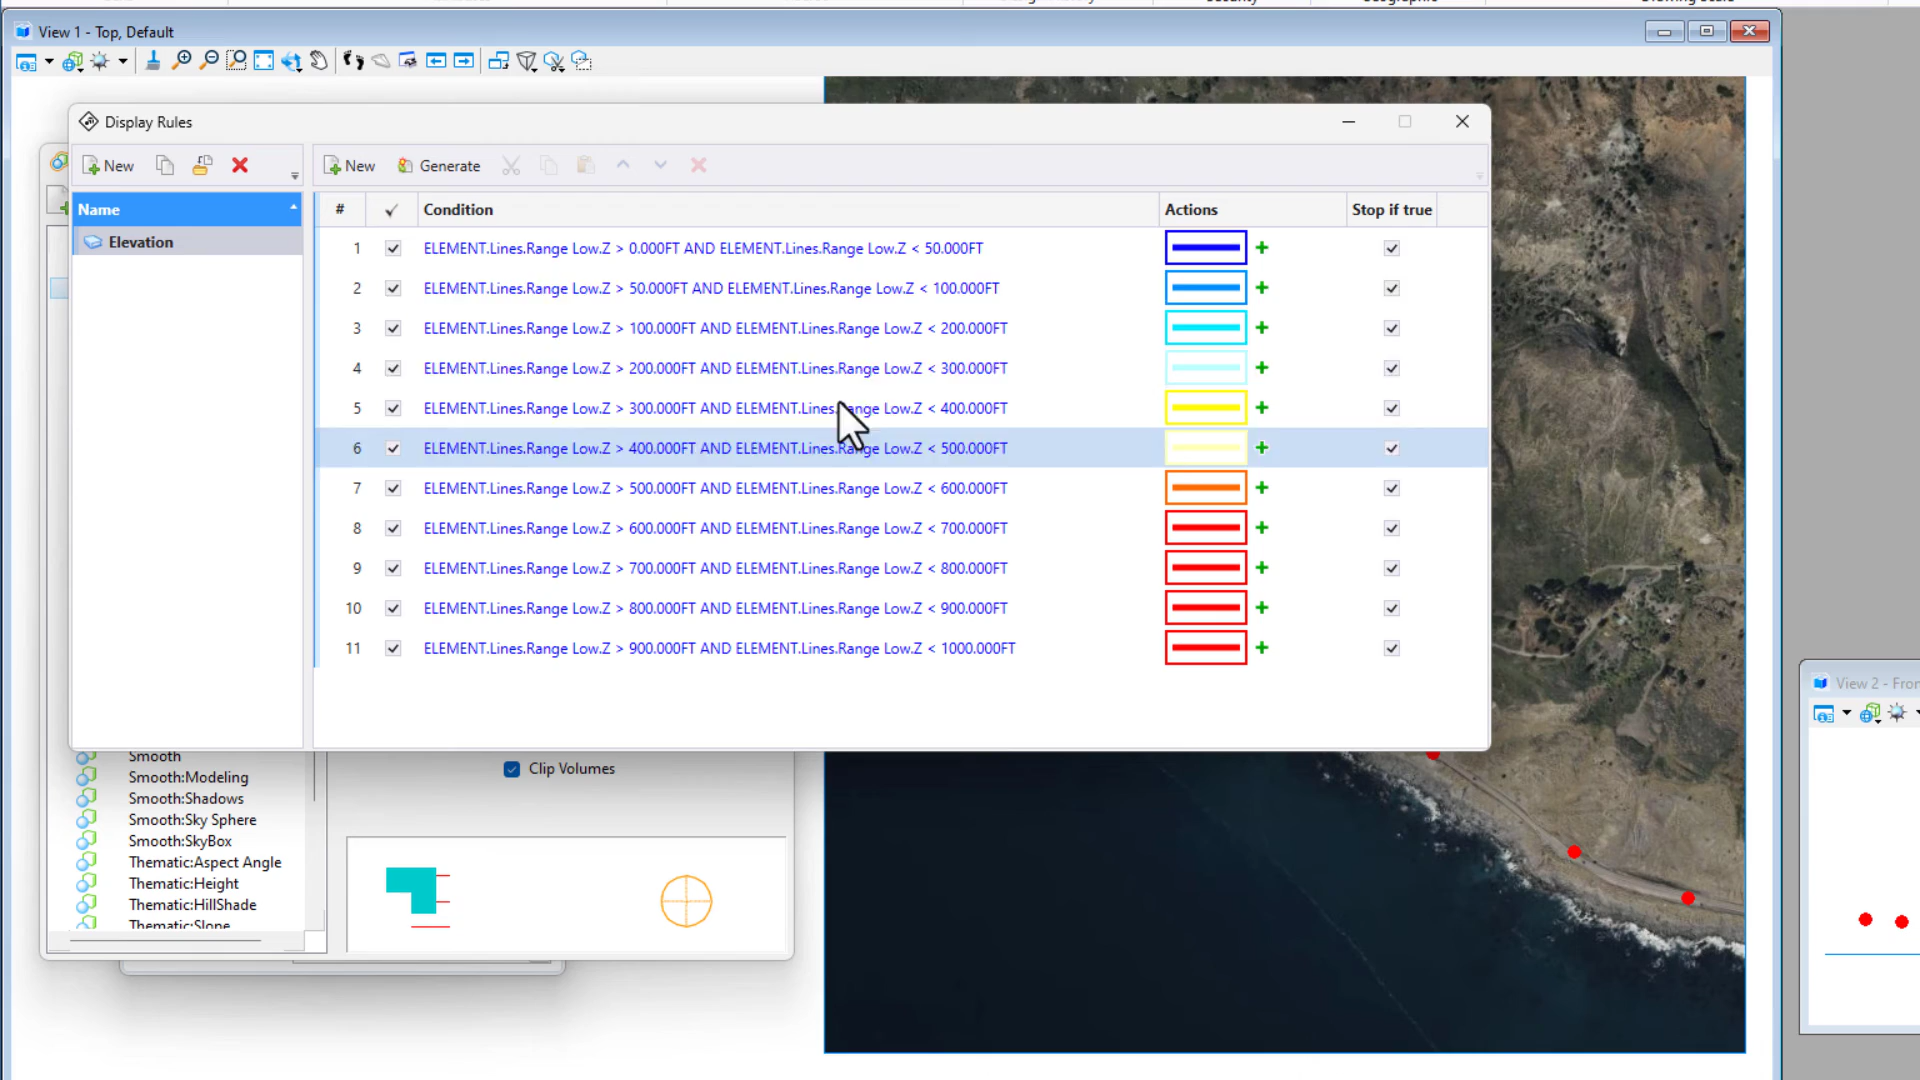 View 1 - Top, Default
Display Rules
New
New
Generate
Name
#
Condition
Actions
Stop if true
Elevation
1 ELEMENT.Lines.Range Low.Z > 0.000FT AND ELEMENT.Lines.Range Low.Z < 50.000FT
2 ELEMENT.Lines.Range Low.Z > 50.000FT AND ELEMENT.Lines.Range Low.Z < 100.000FT
3 ELEMENT.Lines.Range Low.Z > 100.000FT AND ELEMENT.Lines.Range Low.Z < 200.000FT
4 ELEMENT.Lines.Range Low.Z > 200.000FT AND ELEMENT.Lines.Range Low.Z < 300.000FT
5 ELEMENT.Lines.Range Low.Z > 300.000FT AND ELEMENT.Lines.Range Low.Z < 400.000FT
6 ELEMENT.Lines.Range Low.Z > 400.000FT AND ELEMENT.Lines.Range Low.Z < 500.000FT
7 ELEMENT.Lines.Range Low.Z > 500.000FT AND ELEMENT.Lines.Range Low.Z < 600.000FT
8 ELEMENT.Lines.Range Low.Z > 600.000FT AND ELEMENT.Lines.Range Low.Z < 700.000FT
9 ELEMENT.Lines.Range Low.Z > 700.000FT AND ELEMENT.Lines.Range Low.Z < 800.000FT
10 ELEMENT.Lines.Range Low.Z > 800.000FT AND ELEMENT.Lines.Range Low.Z < 900.000FT
11 ELEMENT.Lines.Range Low.Z > 900.000FT AND ELEMENT.Lines.Range Low.Z < 1000.000FT
View 2 - Fron
Smooth
Smooth:Modeling
Smooth:Shadows
Smooth:Sky Sphere
Smooth:SkyBox
Thematic:Aspect Angle
Thematic:Height
Thematic:HillShade
Thematic:Slope
Clip Volumes